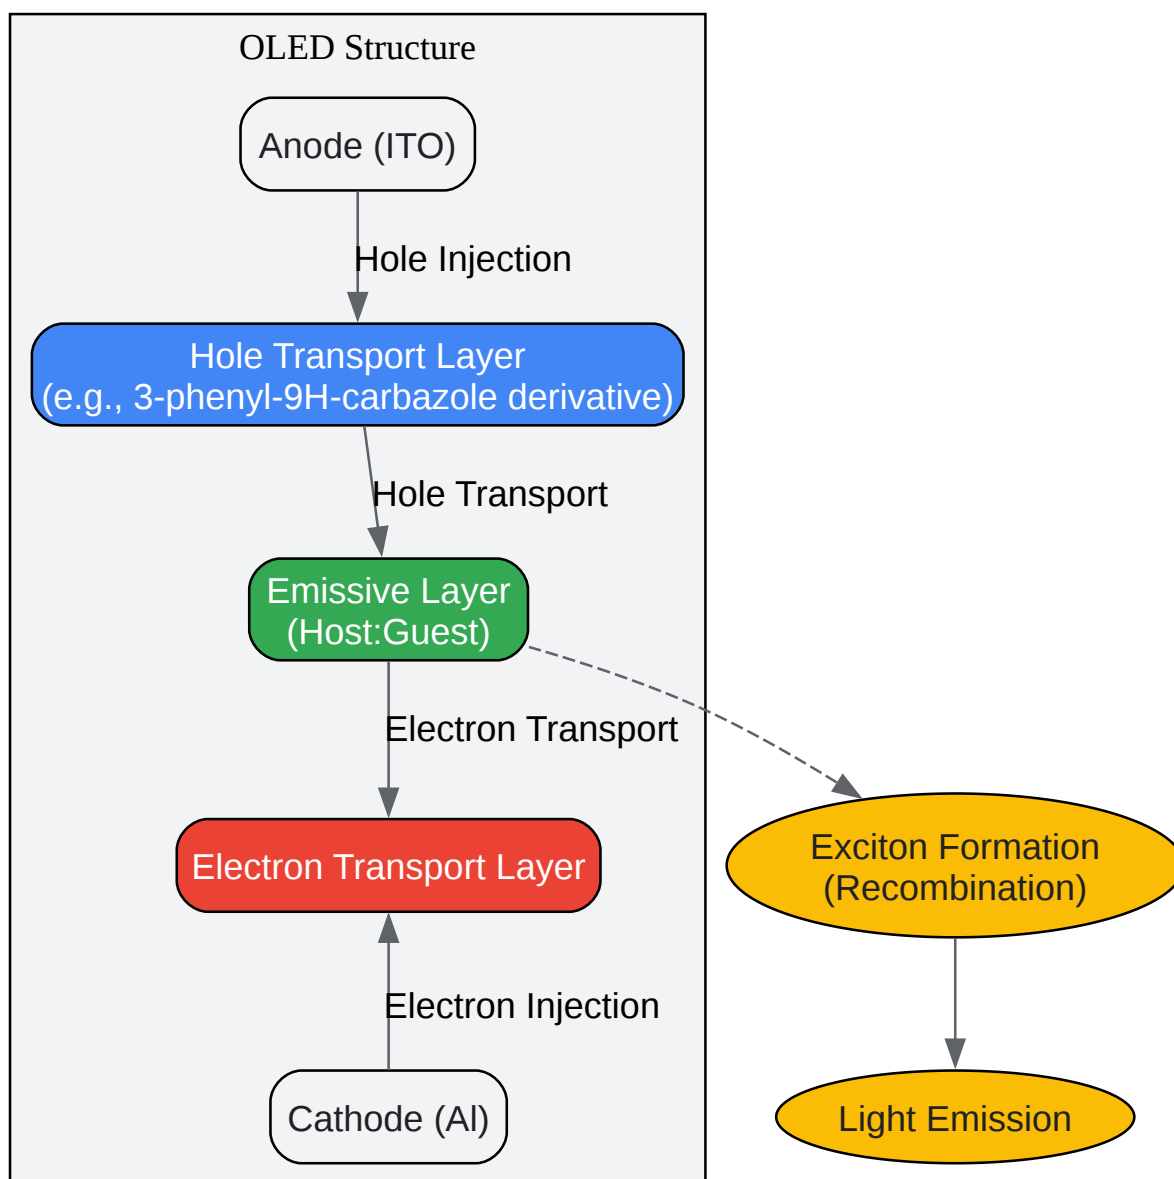 OLED Structure
Anode (ITO)
Hole Injection
Hole Transport Layer
(e.g., 3-phenyl-9H-carbazole derivative)
Hole Transport
Emissive Layer
(Host:Guest)
Electron Transport
Electron Transport Layer
Exciton Formation
(Recombination)
Electron Injection
Cathode (Al)
Light Emission